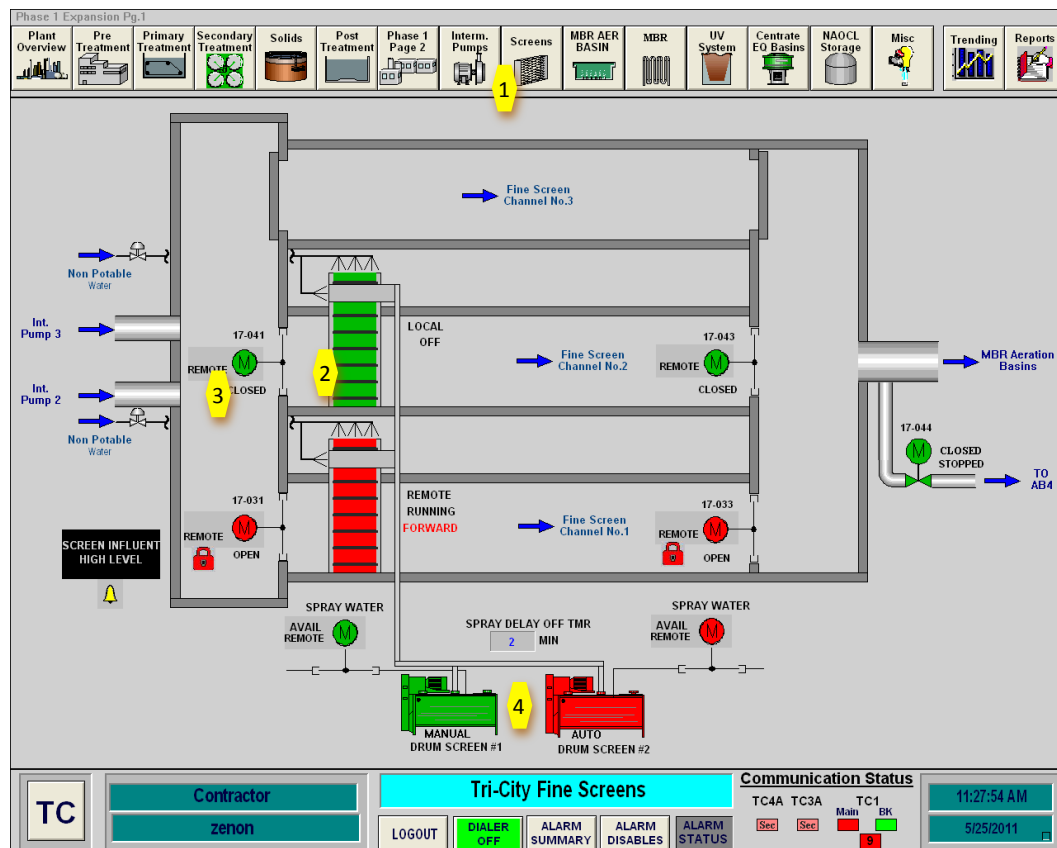 Phase 1 Expansion Pg.1
Plant
Overview
Pre
Treatment
Primary
Treatment
Secondary
Treatment
Solids
Post
Treatment
Phase 1
Page 2
Interm.
Pumps
Screens
MBR AER
BASIN
MBR
UV
System
Centrate
EQ Basins
NAOCL
Storage
Misc
Trending
Reports
1
Fine Screen
Channel No.3
Non Potable
Water
Int.
Pump 3
17-041
M
REMOTE
CLOSED
3
2
LOCAL
OFF
Fine Screen
Channel No.2
17-043
M
REMOTE
CLOSED
MBR Aeration
Basins
Int.
Pump 2
Non Potable
Water
17-044
M
CLOSED
STOPPED
TO
AB4
17-031
M
REMOTE
OPEN
REMOTE
RUNNING
FORWARD
Fine Screen
Channel No.1
17-033
M
REMOTE
OPEN
SCREEN INFLUENT
HIGH LEVEL
SPRAY WATER
AVAIL
REMOTE
M
SPRAY DELAY OFF TMR
2 MIN
SPRAY WATER
AVAIL
REMOTE
M
4
MANUAL
DRUM SCREEN #1
AUTO
DRUM SCREEN #2
TC
Contractor
zenon
Tri-City Fine Screens
LOGOUT
DIALER
OFF
ALARM
SUMMARY
ALARM
DISABLES
ALARM
STATUS
Communication Status
TC4A TC3A TC1
Main BK
Sec Sec
9
11:27:54 AM
5/25/2011